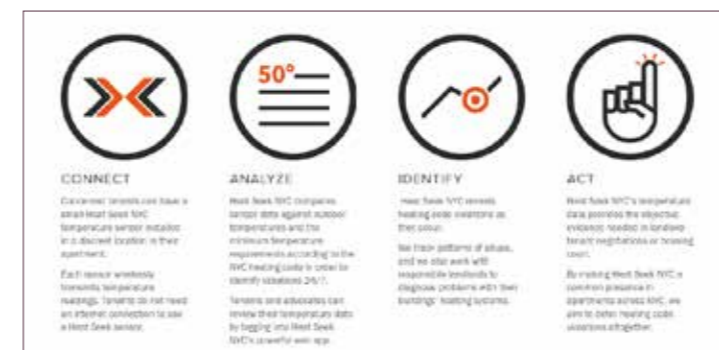 50°
CONNECT
Concerned tenants can have a
small Heat Seek NYC
temperature sensor installed
in a discreet location in their
apartment.
Each sensor wirelessly
transmits temperature
readings. Tenants do not need
an internet connection to use
a Heat Seek sensor.
ANALYZE
Heat Seek NYC compares
sensor data against outdoor
temperatures and the
minimum temperature
requirements according to the
NYC heating code in order to
identify violations 24/7.
Tenants and advocates can
review their temperature data
by logging into Heat Seek
NYC's powerful web app.
IDENTIFY
Heat Seek NYC reveals
heating code violations as
they occur.
We track patterns of abuse,
and we also work with
responsible landlords to
diagnose problems with their
buildings' heating systems.
ACT
Heat Seek NYC's temperature
data provides the objective
evidence needed in landlord
tenant negotiations or housing
court.
By making Heat Seek NYC a
common presence in
apartments across NYC, we
aim to deter heating code
violations altogether.